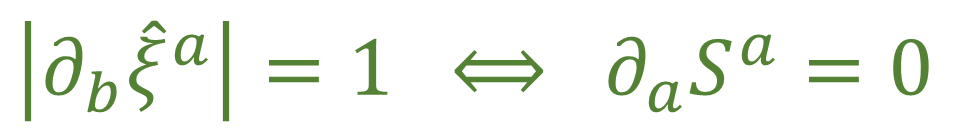 |∂_b ξ̂^a| = 1 ⇔ ∂_a S^a = 0